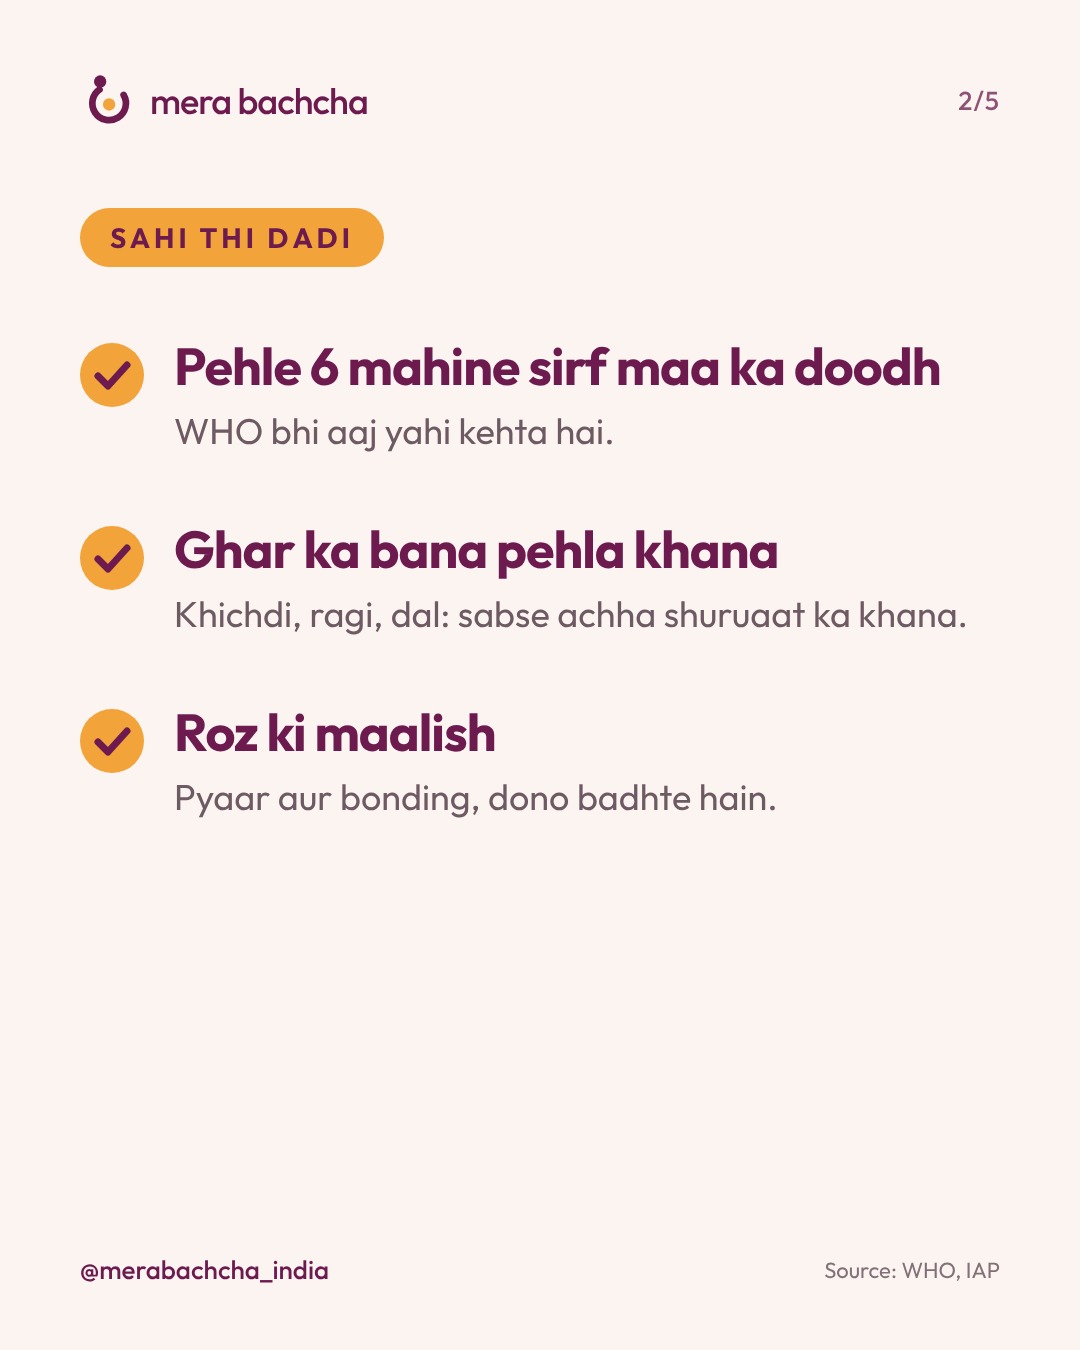 mera bachcha
2/5
SAHI THI DADI
Pehle 6 mahine sirf maa ka doodh
WHO bhi aaj yahi kehta hai.
Ghar ka bana pehla khana
Khichdi, ragi, dal: sabse achha shuruaat ka khana.
Roz ki maalish
Pyaar aur bonding, dono badhte hain.
@merabachcha_india
Source: WHO, IAP